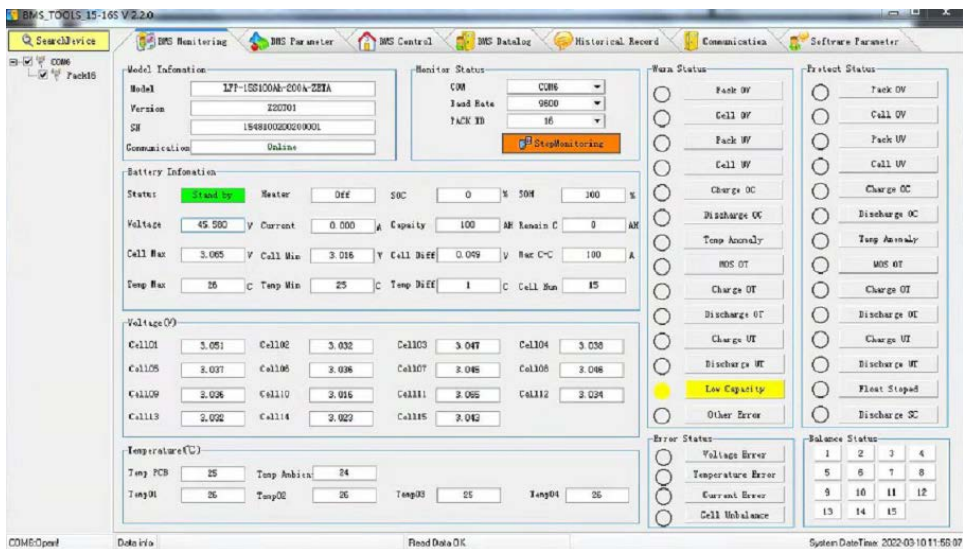 BMS_TOOLS_15-16S V2.2.0
SearchDevice
BMS Monitering
BMS Parameter
BMS Control
BMS Datalog
Historical Record
Communication
Software Parameter
COM6
Pack16
Model Infomation
Model LFP-15S100Ah-200A-ZETA
Version Z20701
SN 1548100200200001
Communication Online
Monitor Status
COM COM6
Baud Rate 9600
PACK ID 16
StopMonitoring
Battery Infomation
Status Stand by Heater Off SOC 0 % SOH 100 %
Voltage 45.580 V Current 0.000 A Capaity 100 AH Remain C 0 AH
Cell Max 3.065 V Cell Min 3.016 V Cell Diff 0.049 V 100 A
Temp Max 26 C Temp Min 25 C Temp Diff 1 C Cell Num 15
Voltage(V)
Cell01 3.051 Cell02 3.032 Cell03 3.047 Cell04 3.038
Cell05 3.037 Cell06 3.036 Cell07 3.046 Cell08 3.046
Cell09 3.036 Cell10 3.016 Cell11 3.065 Cell12 3.034
Cell13 3.032 Cell14 3.023 Cell15 3.043
Temperature(℃)
Temp PCB 25 Temp Ambien 24
Temp01 26 Temp02 26 Temp03 25 Temp04 26
Warn Status
Pack OV
Cell OV
Pack UV
Cell UV
Charge OC
Discharge OC
Temp Anomaly
MOS OT
Charge OT
Discharge OT
Charge UT
Discharge UT
Low Capacity
Other Error
Protect Status
Pack OV
Cell OV
Pack UV
Cell UV
Charge OC
Discharge OC
Temp Anomaly
MOS OT
Charge OT
Discharge OT
Charge UT
Discharge UT
Float Stoped
Discharge SC
Error Status
Voltage Error
Temperature Error
Current Error
Cell Unbalance
Balance Status
1 2 3 4
5 6 7 8
9 10 11 12
13 14 15
COM6:Open!
Data info
Read Data OK
System DateTime: 2022-03-10 11:56:07